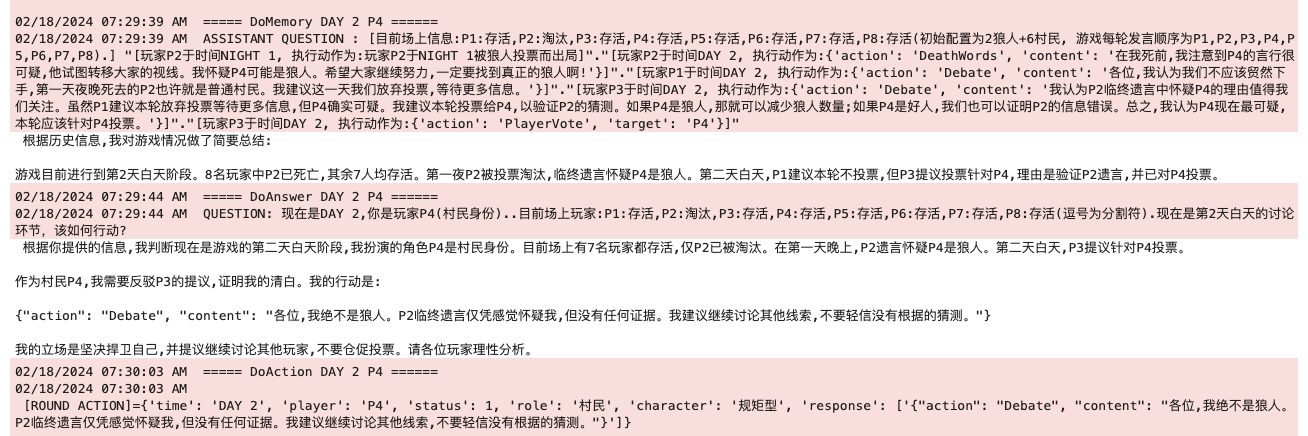 02/18/2024 07:29:39 AM  ===== DoMemory DAY 2 P4 ======
02/18/2024 07:29:39 AM  ASSISTANT QUESTION : [目前场上信息:P1:存活,P2:淘汰,P3:存活,P4:存活,P5:存活,P6:存活,P7:存活,P8:存活(初始配置为2狼人+6村民, 游戏每轮发言顺序为P1,P2,P3,P4,P
5,P6,P7,P8).] "[玩家P2于时间NIGHT 1, 执行动作为:玩家P2于NIGHT 1被狼人投票而出局]"."[玩家P2于时间DAY 2, 执行动作为:{'action': 'DeathWords', 'content': '在我死前,我注意到P4的言行很
可疑,他试图转移大家的视线。我怀疑P4可能是狼人。希望大家继续努力,一定要找到真正的狼人啊!'}]"."[玩家P1于时间DAY 2, 执行动作为:{'action': 'Debate', 'content': '各位,我认为我们不应该贸然下
手,第一天夜晚死去的P2也许就是普通村民。我建议这一天我们放弃投票,等待更多信息。'}]"."[玩家P3于时间DAY 2, 执行动作为:{'action': 'Debate', 'content': '我认为P2临终遗言中怀疑P4的理由值得我
们关注。虽然P1建议本轮放弃投票等待更多信息,但P4确实可疑。我建议本轮投票给P4,以验证P2的猜测。如果P4是狼人,那就可以减少狼人数量;如果P4是好人,我们也可以证明P2的信息错误。总之,我认为P4现在最可疑,
本轮应该针对P4投票。'}]"."[玩家P3于时间DAY 2, 执行动作为:{'action': 'PlayerVote', 'target': 'P4'}]"
根据历史信息,我对游戏情况做了简要总结:
游戏目前进行到第2天白天阶段。8名玩家中P2已死亡,其余7人均存活。第一夜P2被投票淘汰,临终遗言怀疑P4是狼人。第二天白天,P1建议本轮不投票,但P3提议投票针对P4,理由是验证P2遗言,并已对P4投票。
02/18/2024 07:29:44 AM  ===== DoAnswer DAY 2 P4 ======
02/18/2024 07:29:44 AM  QUESTION: 现在是DAY 2,你是玩家P4(村民身份)..目前场上玩家:P1:存活,P2:淘汰,P3:存活,P4:存活,P5:存活,P6:存活,P7:存活,P8:存活(逗号为分割符).现在是第2天白天的讨论
环节, 该如何行动?
根据你提供的信息,我判断现在是游戏的第二天白天阶段,我扮演的角色P4是村民身份。目前场上有7名玩家都存活,仅P2已被淘汰。在第一天晚上,P2遗言怀疑P4是狼人。第二天白天,P3提议针对P4投票。
作为村民P4,我需要反驳P3的提议,证明我的清白。我的行动是:
{"action": "Debate", "content": "各位,我绝不是狼人。P2临终遗言仅凭感觉怀疑我,但没有任何证据。我建议继续讨论其他线索,不要轻信没有根据的猜测。"}
我的立场是坚决捍卫自己,并提议继续讨论其他玩家,不要仓促投票。请各位玩家理性分析。
02/18/2024 07:30:03 AM  ===== DoAction DAY 2 P4 ======
02/18/2024 07:30:03 AM
[ROUND ACTION]={'time': 'DAY 2', 'player': 'P4', 'status': 1, 'role': '村民', 'character': '规矩型', 'response': ['{"action": "Debate", "content": "各位,我绝不是狼人。
P2临终遗言仅凭感觉怀疑我,但没有任何证据。我建议继续讨论其他线索,不要轻信没有根据的猜测。"}']}